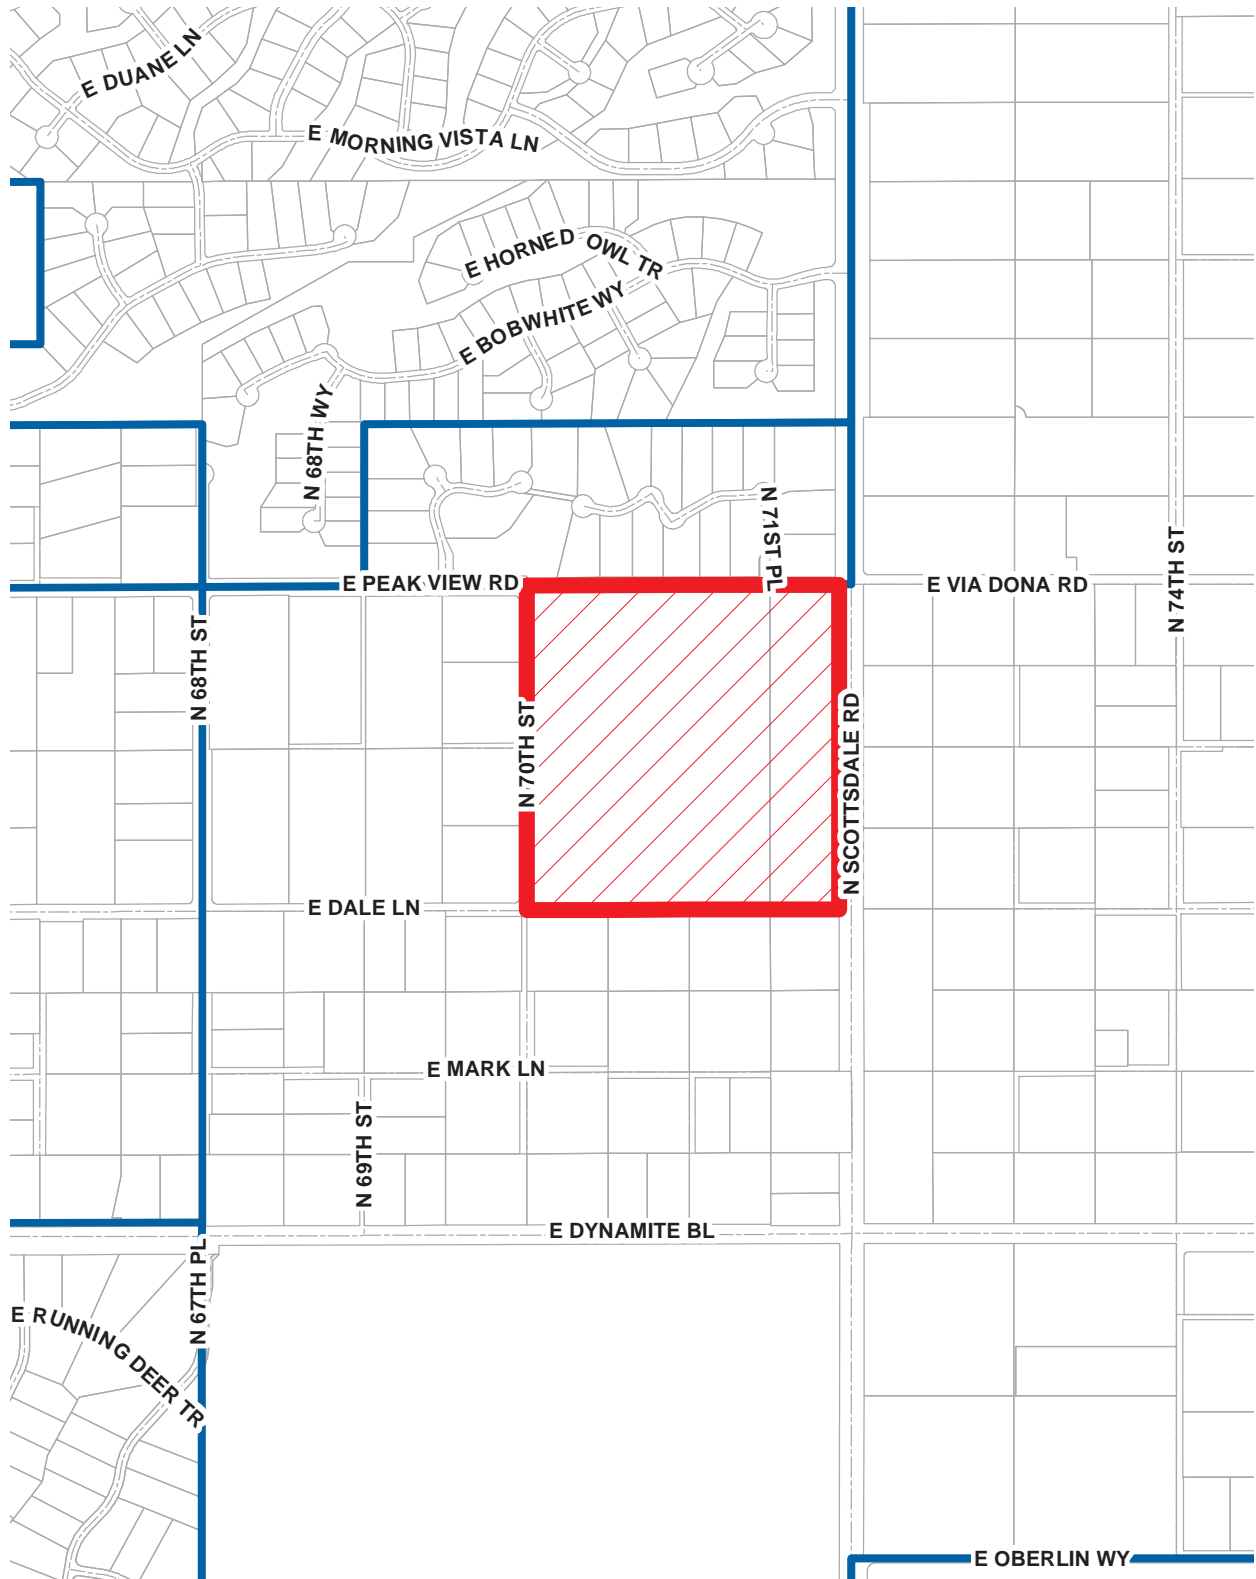 E DUANE LN
E MORNING VISTA LN
E HORNED OWL TR
E BOBWHITE WY
N 68TH WY
N 71ST PL
E PEAK VIEW RD
E VIA DONA RD
N 74TH ST
N 68TH ST
N 70TH ST
N SCOTTSDALE RD
E DALE LN
E MARK LN
N 69TH ST
E DYNAMITE BL
N 67TH PL
E RUNNING DEER TR
E OBERLIN WY